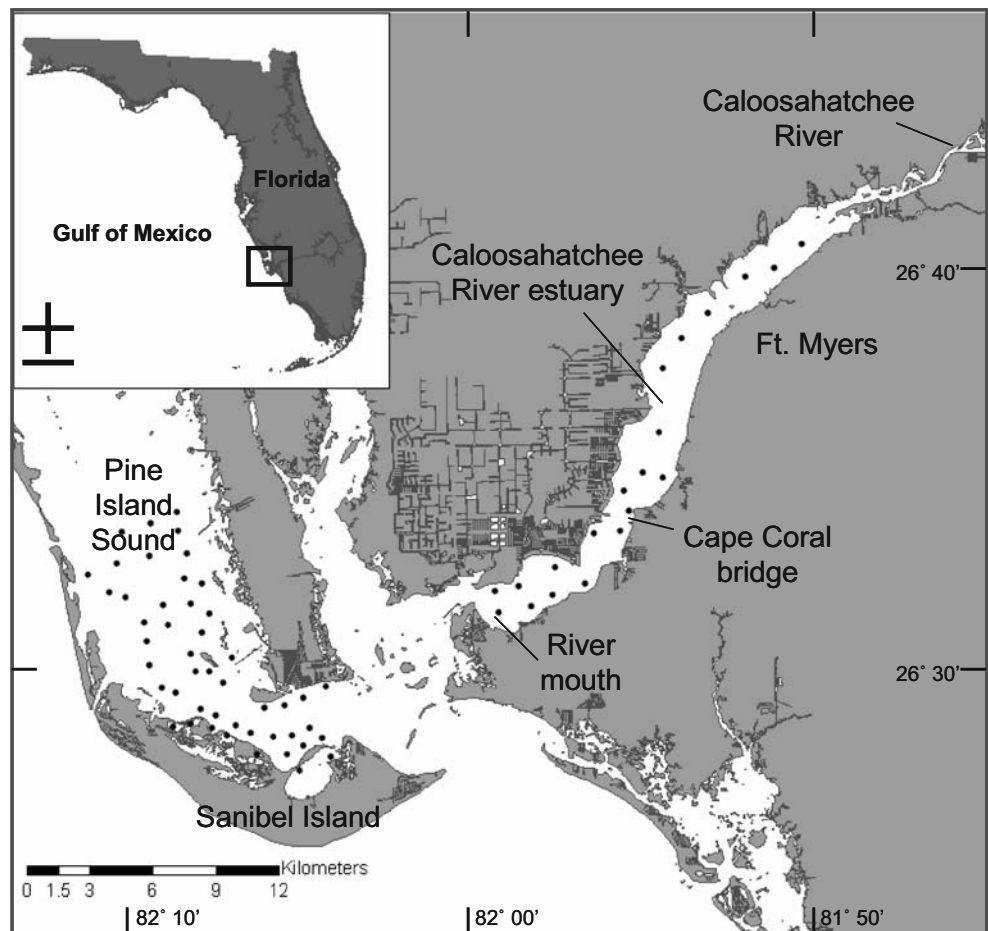 Florida
Gulf of Mexico
Caloosahatchee
River
Caloosahatchee
River estuary
26° 40'
Ft. Myers
Pine
Island
Sound
Cape Coral
bridge
River
mouth
26° 30'
Sanibel Island
Kilometers
0 1.5 3 6 9 12
82° 10' 82° 00' 81° 50'